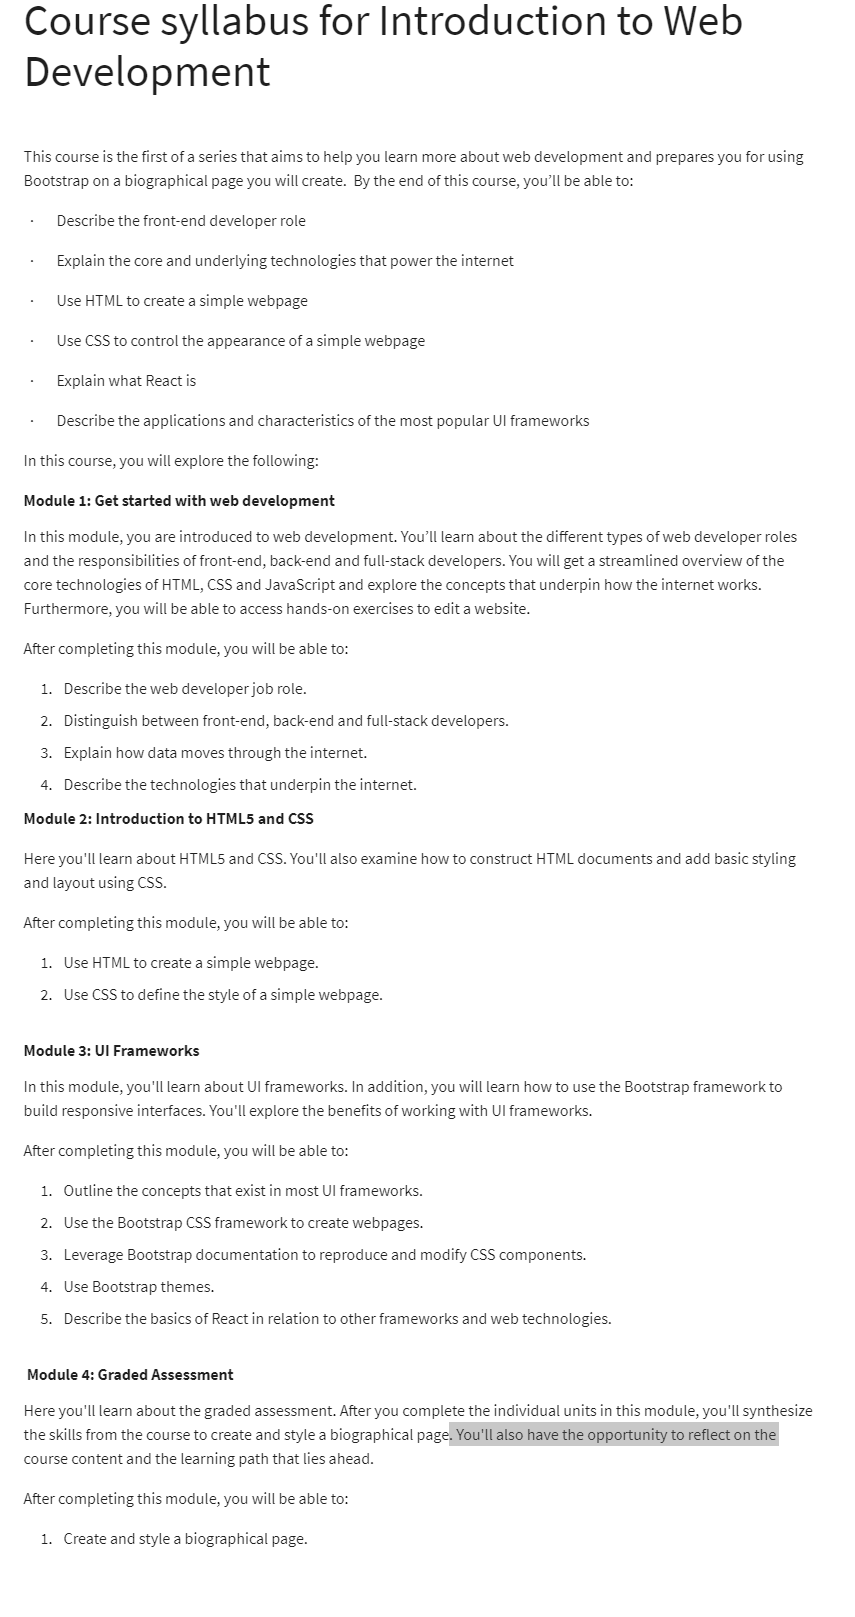 Course syllabus for Introduction to Web
Development
This course is the first of a series that aims to help you learn more about web development and prepares you for using
Bootstrap on a biographical page you will create.  By the end of this course, you’ll be able to:
· Describe the front-end developer role
· Explain the core and underlying technologies that power the internet
· Use HTML to create a simple webpage
· Use CSS to control the appearance of a simple webpage
· Explain what React is
· Describe the applications and characteristics of the most popular UI frameworks
In this course, you will explore the following:
Module 1: Get started with web development
In this module, you are introduced to web development. You’ll learn about the different types of web developer roles
and the responsibilities of front-end, back-end and full-stack developers. You will get a streamlined overview of the
core technologies of HTML, CSS and JavaScript and explore the concepts that underpin how the internet works.
Furthermore, you will be able to access hands-on exercises to edit a website.
After completing this module, you will be able to:
1. Describe the web developer job role.
2. Distinguish between front-end, back-end and full-stack developers.
3. Explain how data moves through the internet.
4. Describe the technologies that underpin the internet.
Module 2: Introduction to HTML5 and CSS
Here you'll learn about HTML5 and CSS. You'll also examine how to construct HTML documents and add basic styling
and layout using CSS.
After completing this module, you will be able to:
1. Use HTML to create a simple webpage.
2. Use CSS to define the style of a simple webpage.
Module 3: UI Frameworks
In this module, you'll learn about UI frameworks. In addition, you will learn how to use the Bootstrap framework to
build responsive interfaces. You'll explore the benefits of working with UI frameworks.
After completing this module, you will be able to:
1. Outline the concepts that exist in most UI frameworks.
2. Use the Bootstrap CSS framework to create webpages.
3. Leverage Bootstrap documentation to reproduce and modify CSS components.
4. Use Bootstrap themes.
5. Describe the basics of React in relation to other frameworks and web technologies.
Module 4: Graded Assessment
Here you'll learn about the graded assessment. After you complete the individual units in this module, you'll synthesize
the skills from the course to create and style a biographical page. You'll also have the opportunity to reflect on the
course content and the learning path that lies ahead.
After completing this module, you will be able to:
1. Create and style a biographical page.